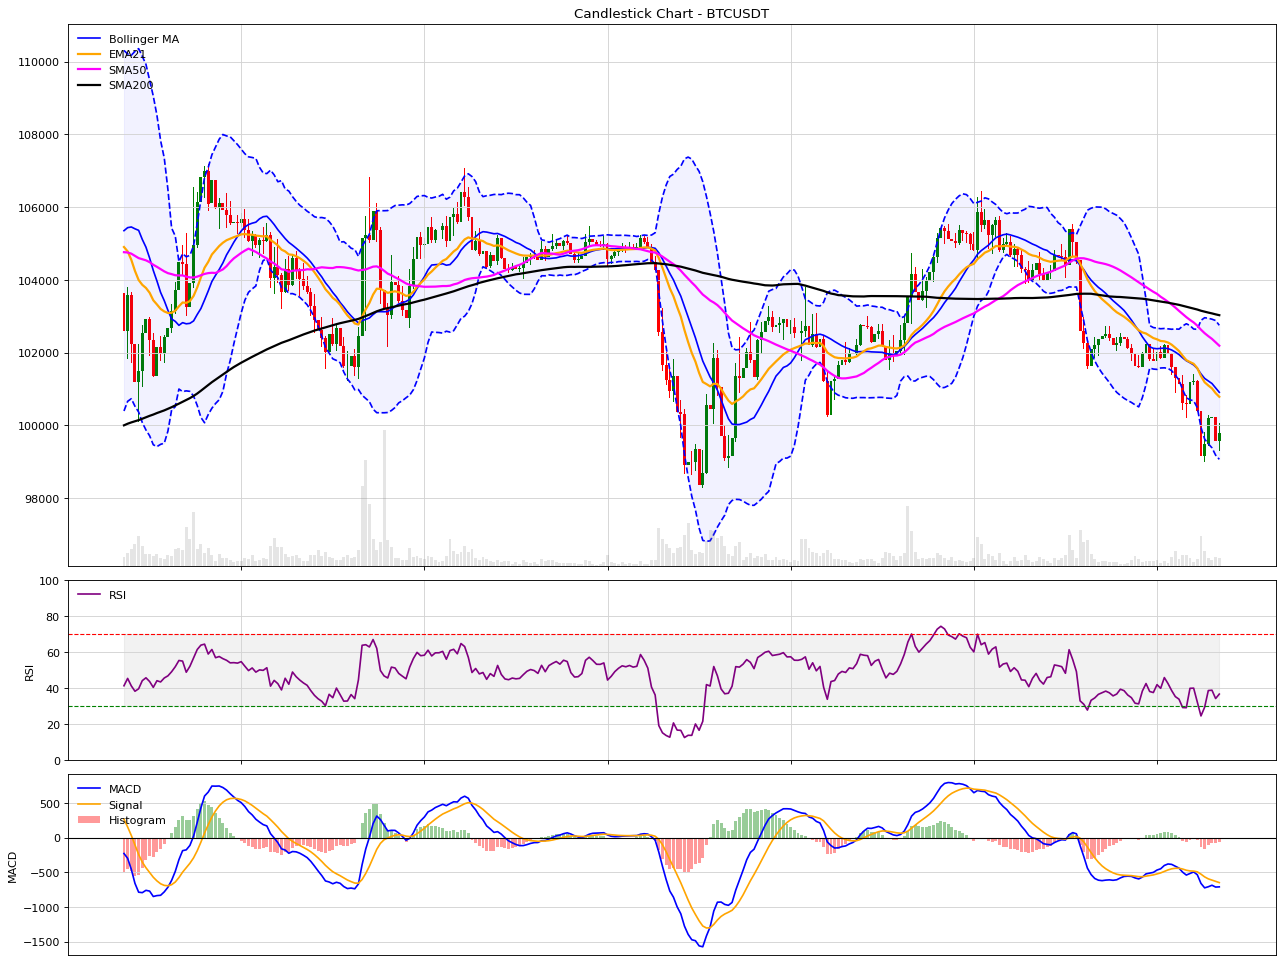 Candlestick Chart - BTCUSDT
Bollinger MA
EMA21
SMA50
SMA200
110000
108000
106000
104000
102000
100000
98000
RSI
RSI
100
80
60
40
20
0
MACD
Signal
Histogram
MACD
500
0
−500
−1000
−1500